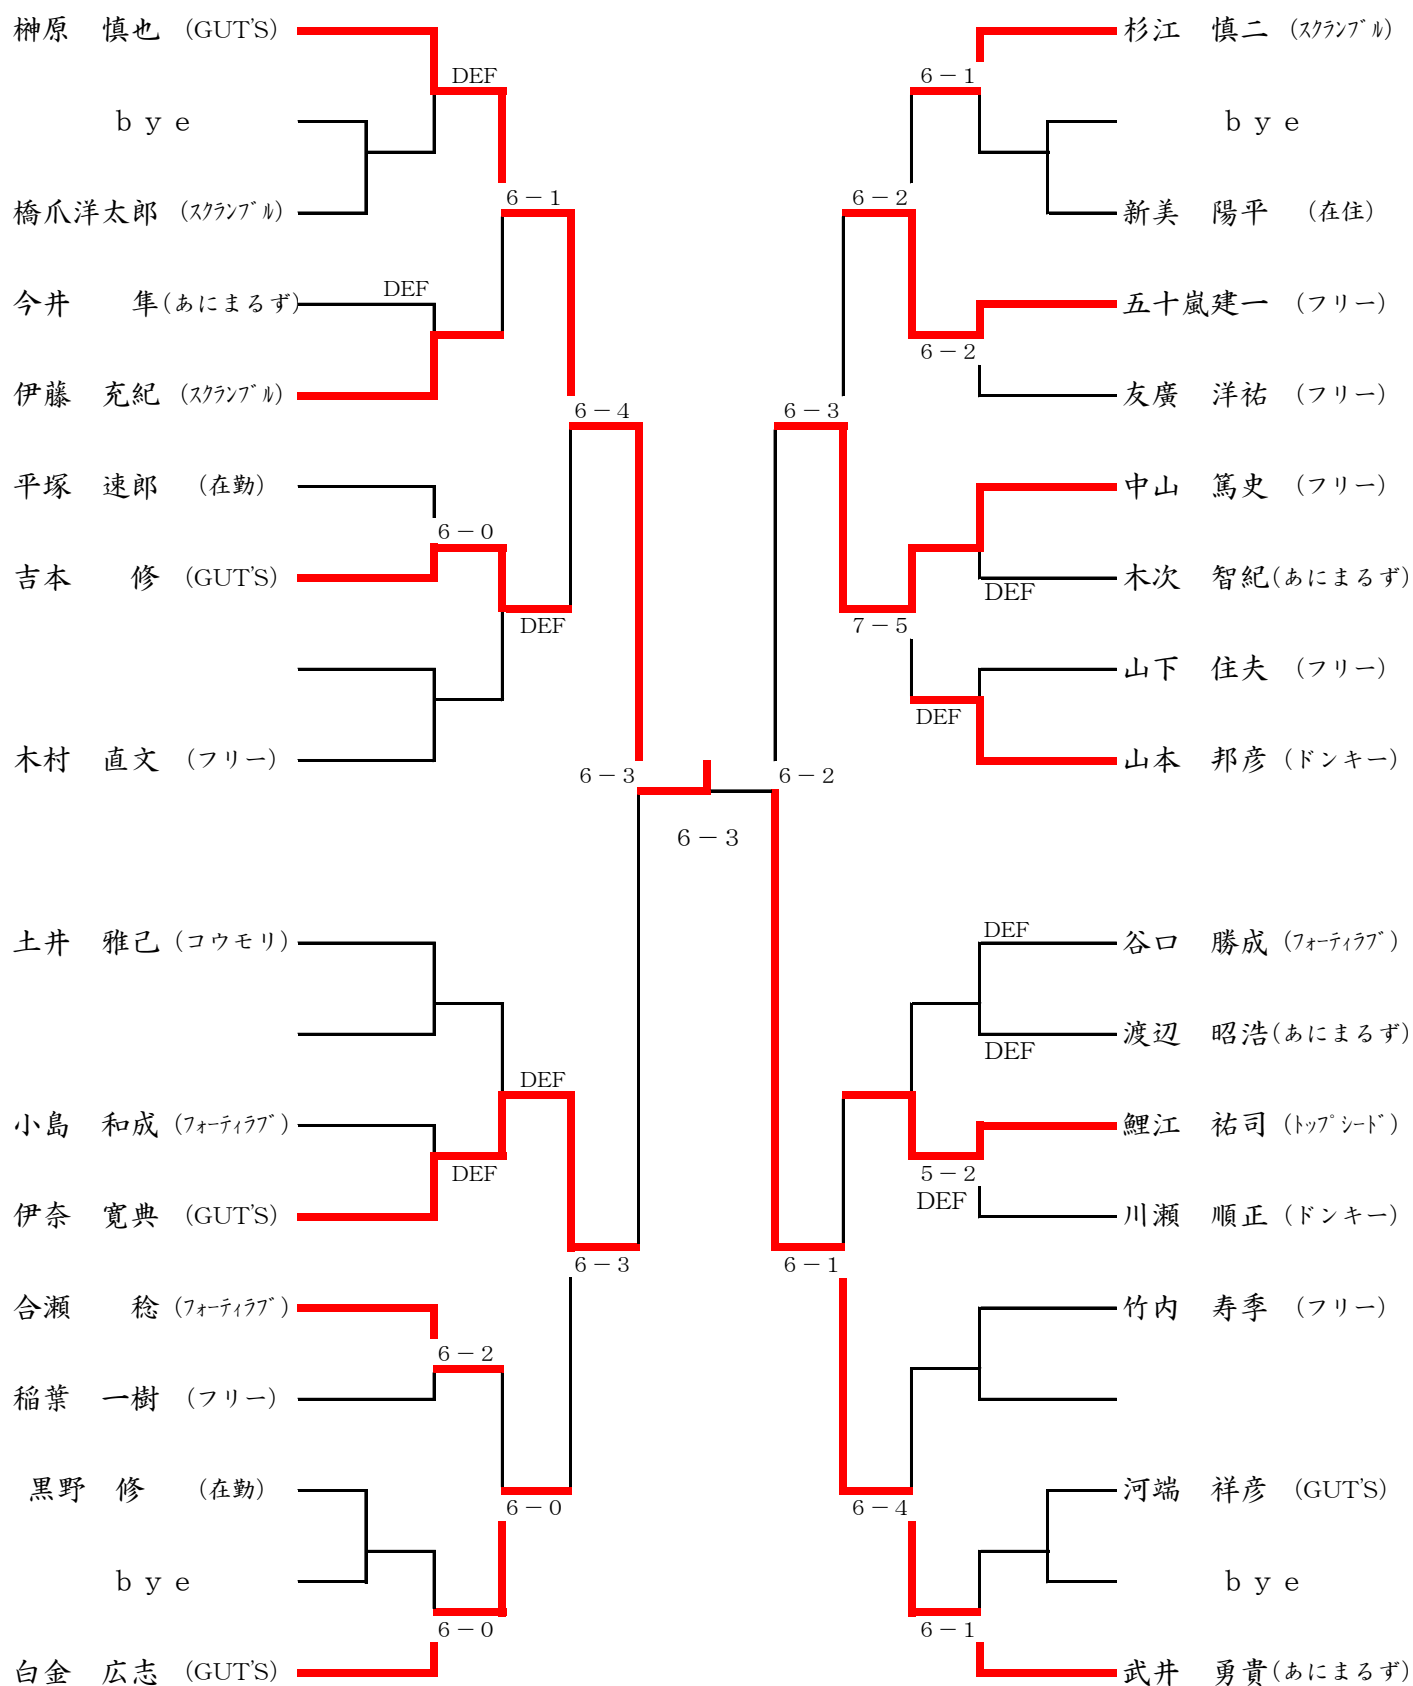 榊原　慎也　(GUT'S)
DEF
ｂｙｅ
橋爪洋太郎　(ｽｸﾗﾝﾌﾞﾙ)
6－1
今井　　隼(あにまるず)
DEF
伊藤　充紀　(ｽｸﾗﾝﾌﾞﾙ)
6－4
平塚　速郎　(在勤)
6－0
吉本　　修　(GUT'S)
DEF
木村　直文　(フリー)
6－3
6－3
土井　雅己　(コウモリ)
DEF
小島　和成　(ﾌｫｰﾃｨﾗﾌﾞ)
DEF
伊奈　寛典　(GUT'S)
6－3
合瀬　　稔　(ﾌｫｰﾃｨﾗﾌﾞ)
6－2
稲葉　一樹　(フリー)
黒野　修　(在勤)
6－0
ｂｙｅ
6－0
白金　広志　(GUT'S)
杉江　慎二　(ｽｸﾗﾝﾌﾞﾙ)
6－1
ｂｙｅ
6－2
新美　陽平　(在住)
五十嵐建一　(フリー)
6－2
友廣　洋祐　(フリー)
6－3
中山　篤史　(フリー)
木次　智紀(あにまるず)
DEF
7－5
山下　住夫　(フリー)
DEF
山本　邦彦　(ドンキー)
6－2
DEF
谷口　勝成　(ﾌｫｰﾃｨﾗﾌﾞ)
渡辺　昭浩(あにまるず)
DEF
鯉江　祐司　(ﾄｯﾌﾟｼｰﾄﾞ)
5－2
DEF
川瀬　順正　(ドンキー)
6－1
竹内　寿季　(フリー)
河端　祥彦　(GUT'S)
6－4
ｂｙｅ
6－1
武井　勇貴(あにまるず)